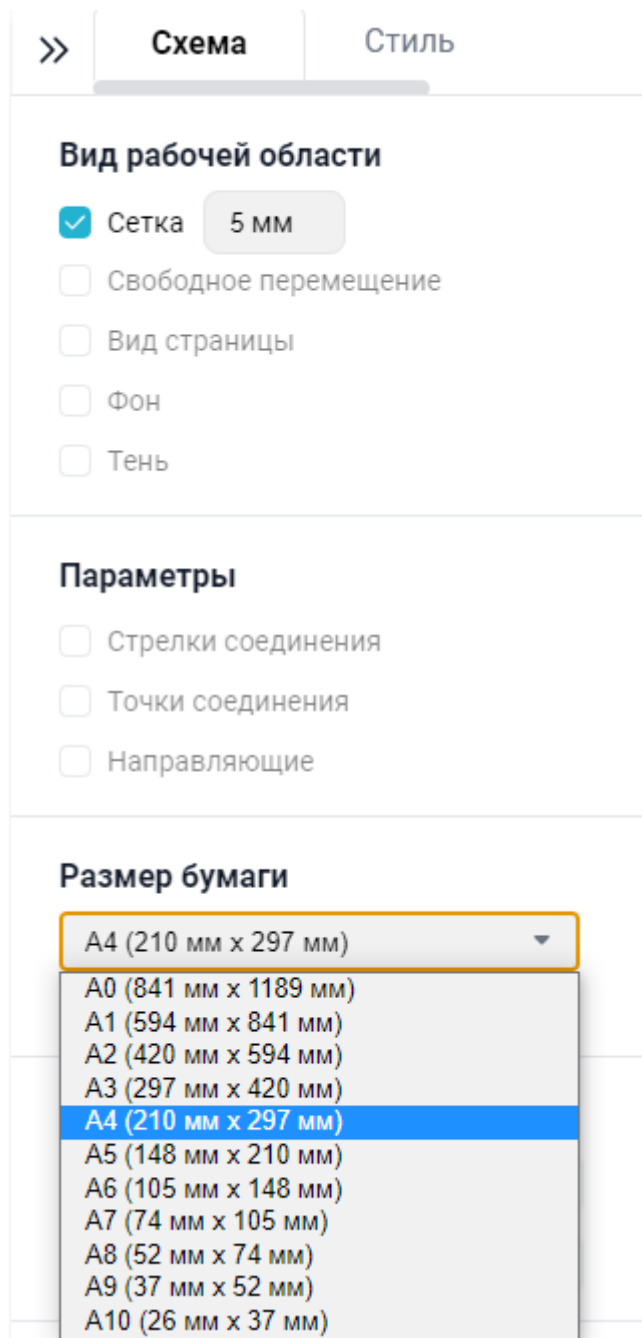 Схема Стиль
Вид рабочей области
Сетка 5 мм
Свободное перемещение
Вид страницы
Фон
Тень
Параметры
Стрелки соединения
Точки соединения
Направляющие
Размер бумаги
A4 (210 мм x 297 мм)
A0 (841 мм x 1189 мм)
A1 (594 мм x 841 мм)
A2 (420 мм x 594 мм)
A3 (297 мм x 420 мм)
A4 (210 мм x 297 мм)
A5 (148 мм x 210 мм)
A6 (105 мм x 148 мм)
A7 (74 мм x 105 мм)
A8 (52 мм x 74 мм)
A9 (37 мм x 52 мм)
A10 (26 мм x 37 мм)